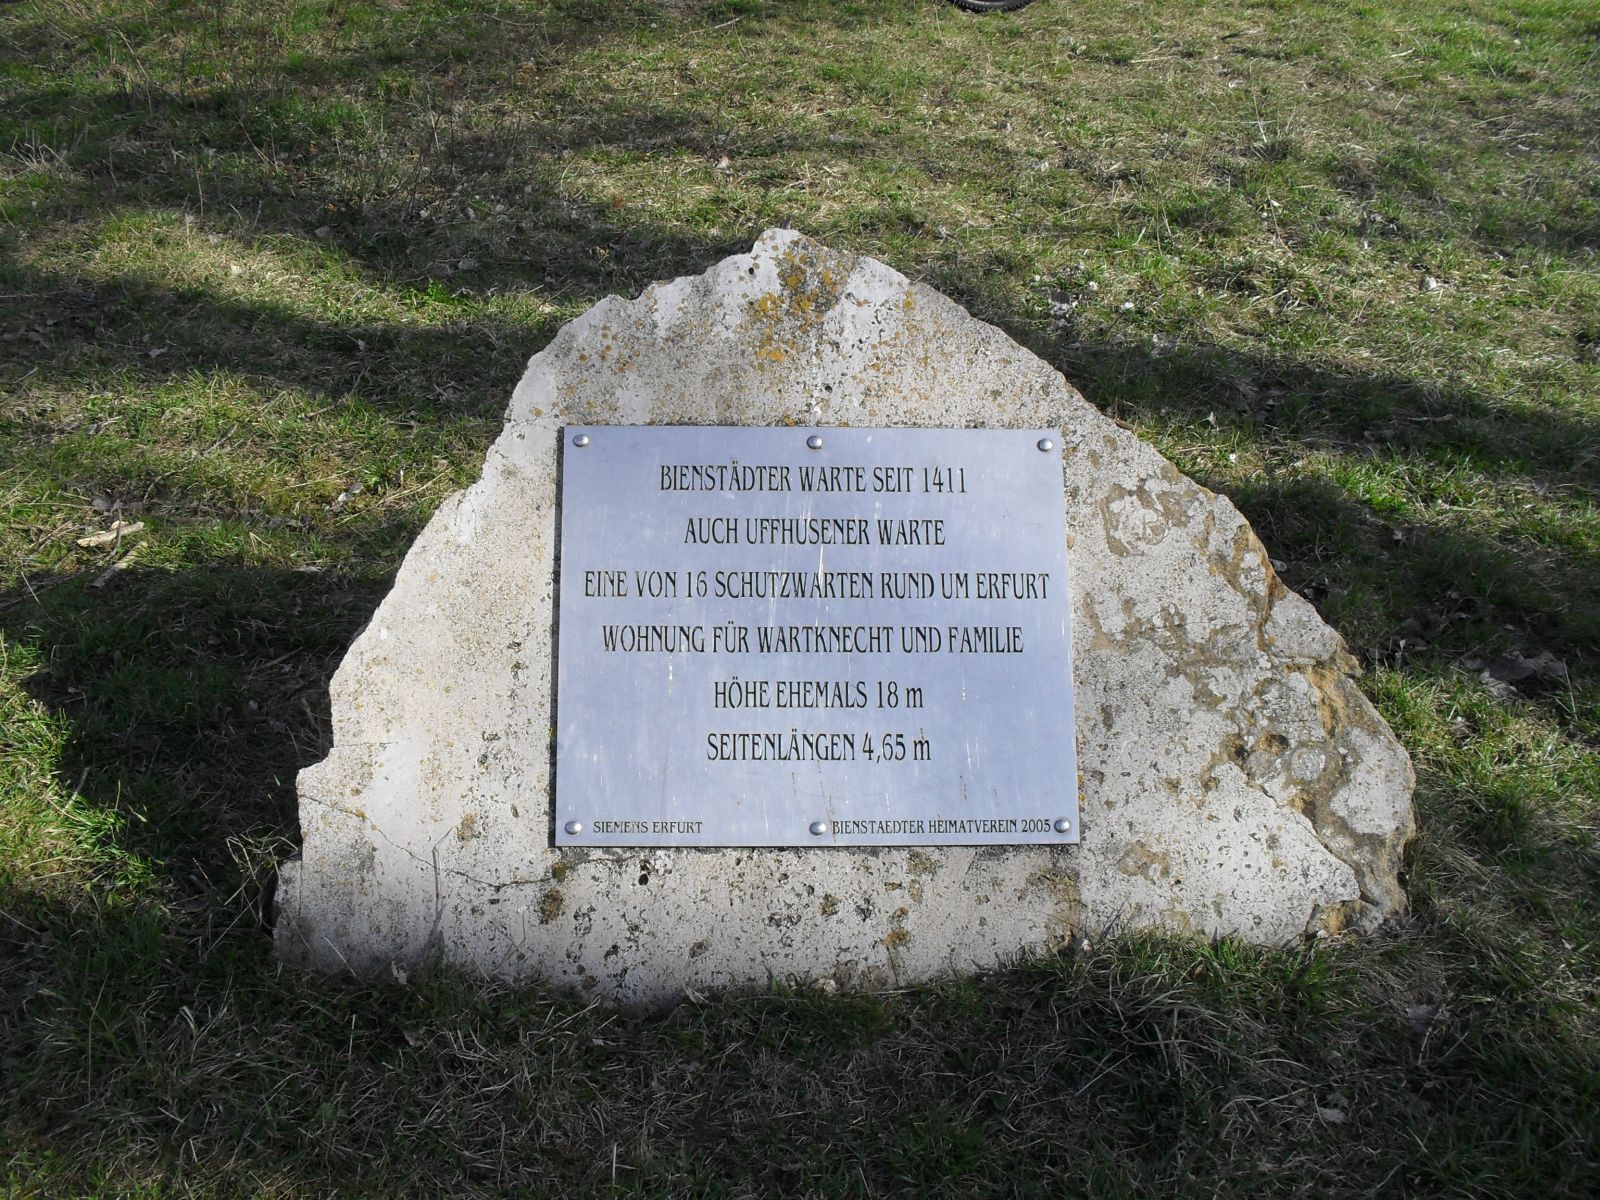 BIENSTÄDTER WARTE SEIT 1411
AUCH UFFHUSENER WARTE
EINE VON 16 SCHUTZWARTEN RUND UM ERFURT
WOHNUNG FÜR WARTKNECHT UND FAMILIE
HÖHE EHEMALS 18 m
SEITENLÄNGEN 4,65 m
SIEMENS ERFURT BIENSTAEDTER HEIMATVEREIN 2005